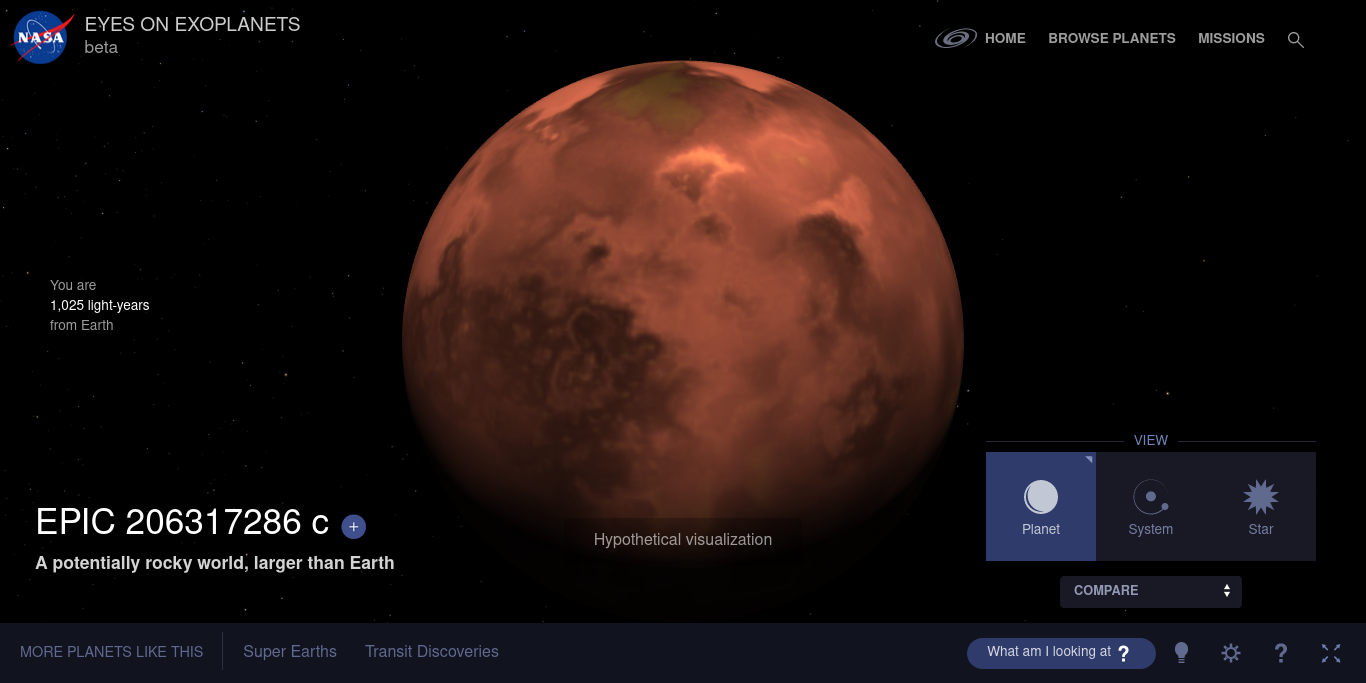 NASA
EYES ON EXOPLANETS
beta
HOME
BROWSE PLANETS
MISSIONS
You are
1,025 light-years
from Earth
VIEW
Planet
System
Star
EPIC 206317286 c +
A potentially rocky world, larger than Earth
Hypothetical visualization
COMPARE
MORE PLANETS LIKE THIS
Super Earths
Transit Discoveries
What am I looking at ?
?